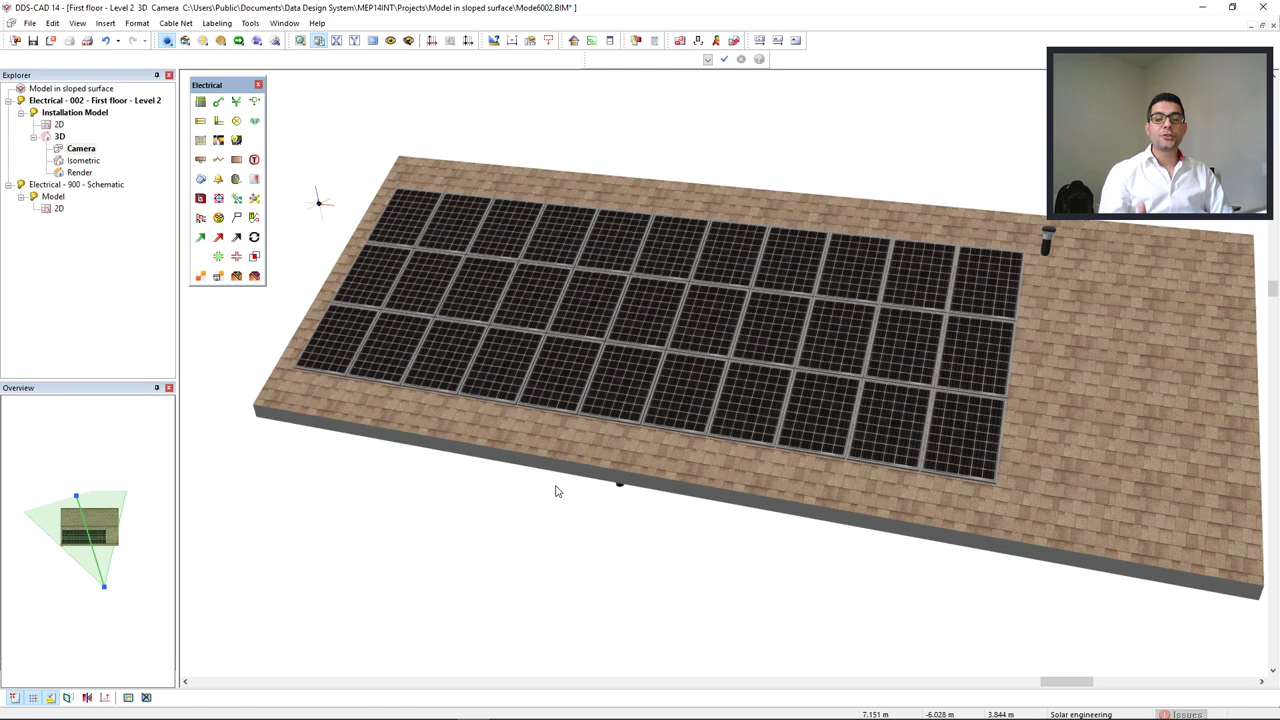 DDS-CAD 14 - [First floor - Level 2  3D  Camera  C:\Users\Public\Documents\Data Design System\MEP14INT\Projects\Model in sloped surface\Mode6002.BIM* ]
File Edit View Insert Format Cable Net Labeling Tools Window Help
Explorer
Model in sloped surface
Electrical - 002 - First floor - Level 2
Installation Model
2D
3D
Camera
Isometric
Render
Electrical - 900 - Schematic
Model
2D
Electrical
Overview
7.151 m -6.028 m 3.844 m Solar engineering Issues